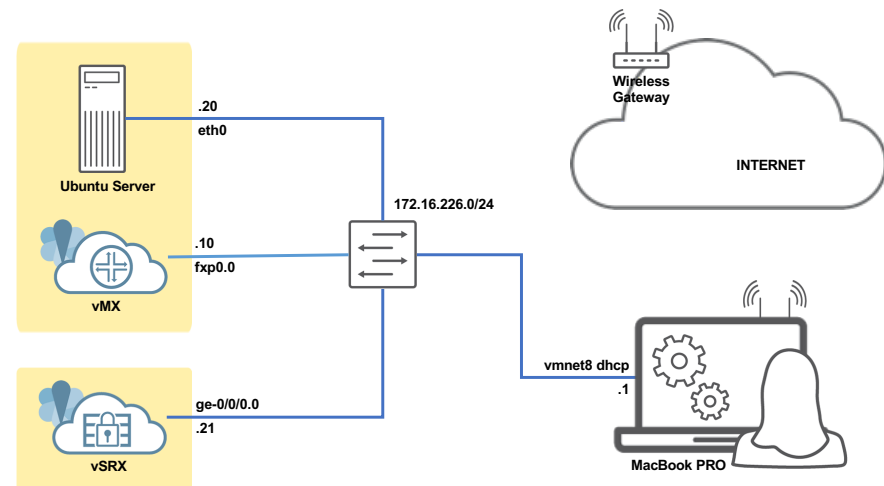 .20
eth0
Ubuntu Server
.10
fxp0.0
vMX
ge-0/0/0.0
.21
vSRX
172.16.226.0/24
Wireless
Gateway
INTERNET
vmnet8 dhcp
.1
MacBook PRO